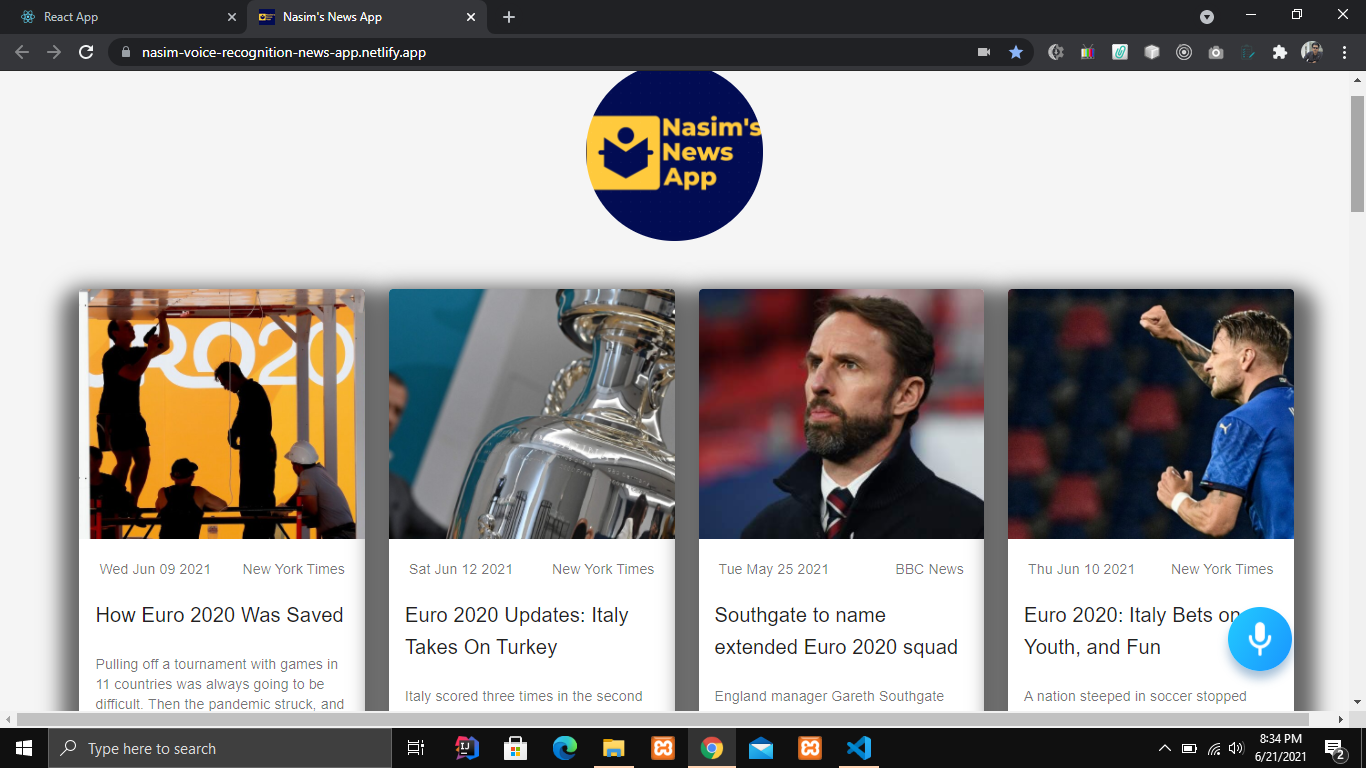 React App
Nasim's News App
nasim-voice-recognition-news-app.netlify.app
Nasim's
News
App
RO2020
Wed Jun 09 2021 New York Times
How Euro 2020 Was Saved
Pulling off a tournament with games in
11 countries was always going to be
difficult. Then the pandemic struck, and
Sat Jun 12 2021 New York Times
Euro 2020 Updates: Italy
Takes On Turkey
Italy scored three times in the second
Tue May 25 2021 BBC News
Southgate to name
extended Euro 2020 squad
England manager Gareth Southgate
Thu Jun 10 2021 New York Times
Euro 2020: Italy Bets on
Youth, and Fun
A nation steeped in soccer stopped
Type here to search
8:34 PM
6/21/2021
2